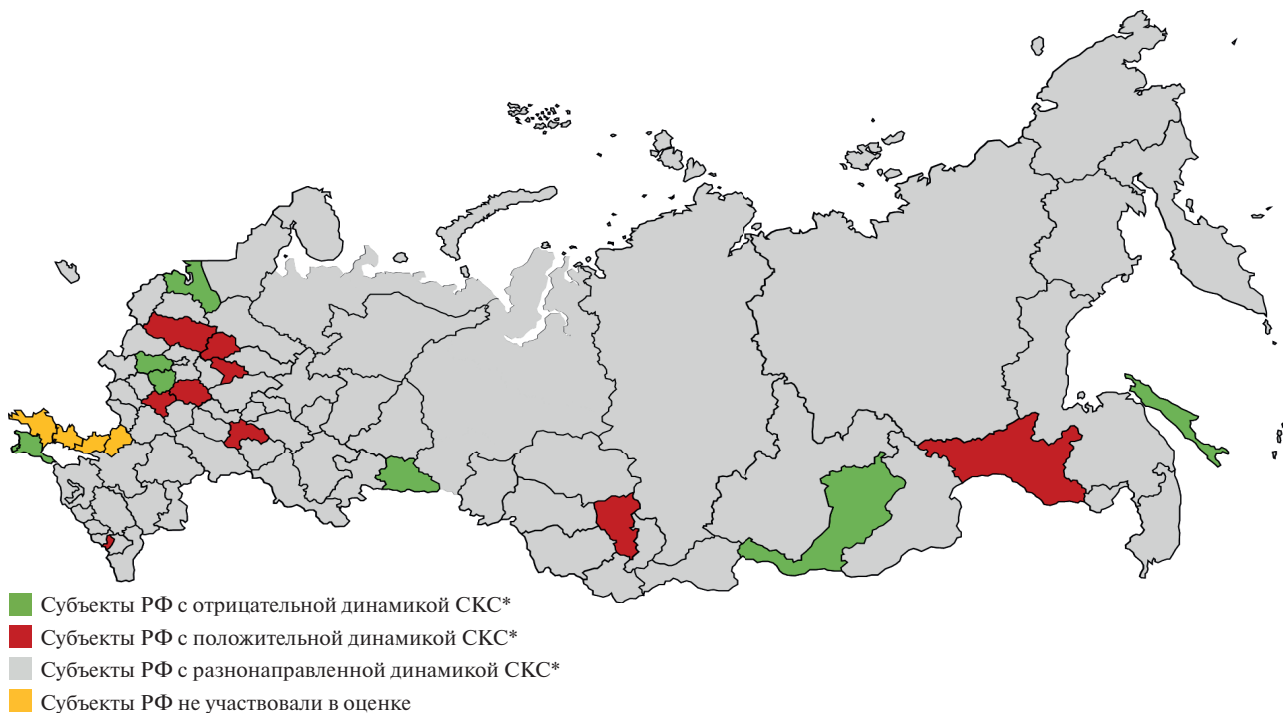 Субъекты РФ с отрицательной динамикой СКС*
Субъекты РФ с положительной динамикой СКС*
Субъекты РФ с разнонаправленной динамикой СКС*
Субъекты РФ не участвовали в оценке